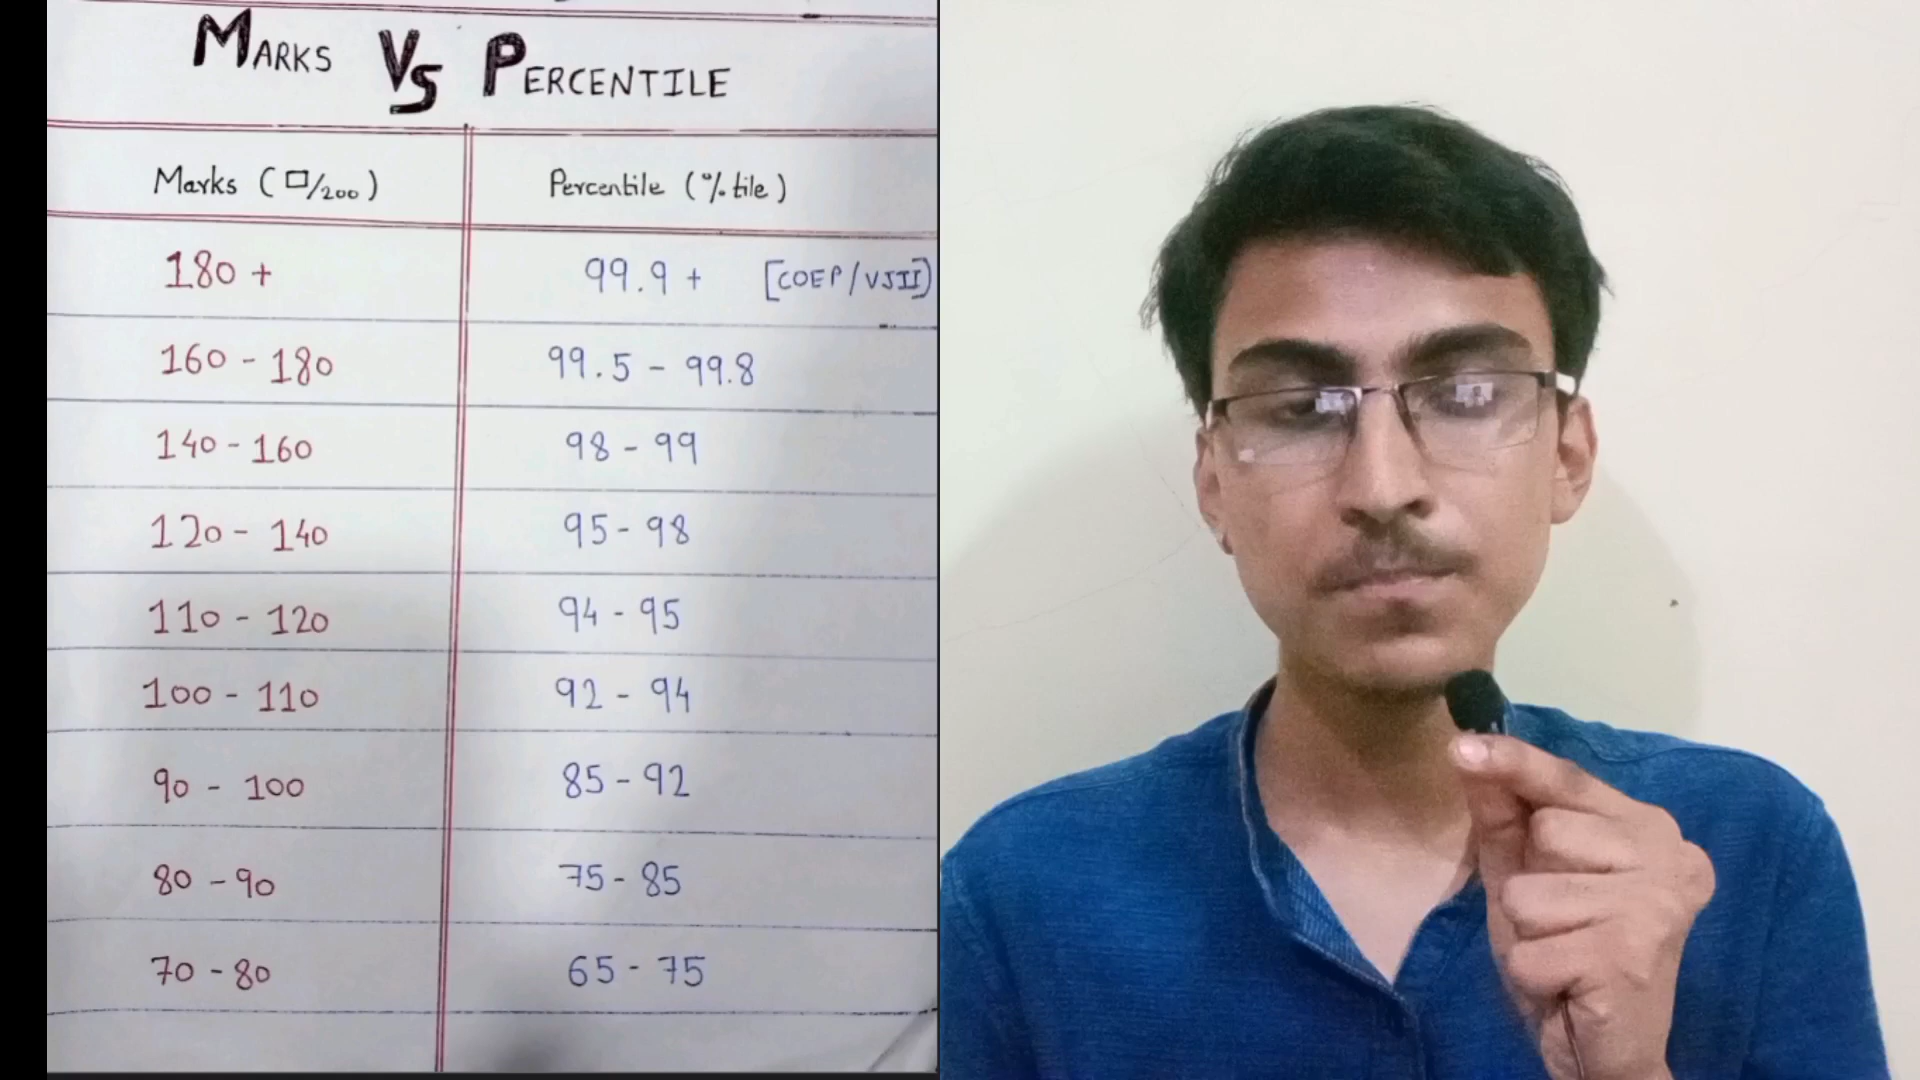 MARKS VS PERCENTILE
Marks (□/200) Percentile (%tile)
180 + 99.9 + [COEP/VJTI]
160 - 180 99.5 - 99.8
140 - 160 98 - 99
120 - 140 95 - 98
110 - 120 94 - 95
100 - 110 92 - 94
90 - 100 85 - 92
80 - 90 75 - 85
70 - 80 65 - 75